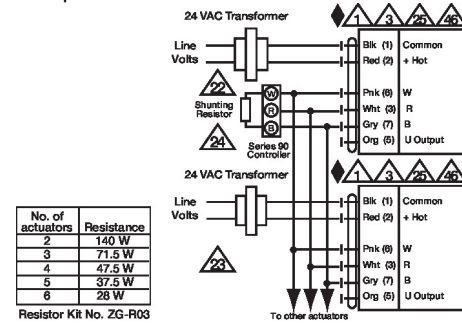 24 VAC Transformer
1 3 25 46
Line
Volts
Blk (1) Common
Red (2) + Hot
22
Shunting
Resistor
W
R
B
Pnk (6) W
Wht (3) R
Gry (7) B
Org (5) U Output
24
Series 90
Controller
24 VAC Transformer
1 3 25 46
Line
Volts
Blk (1) Common
Red (2) + Hot
23
Pnk (6) W
Wht (3) R
Gry (7) B
Org (5) U Output
To other actuators
No. of
actuators Resistance
2 140 W
3 71.5 W
4 47.5 W
5 37.5 W
6 28 W
Resistor Kit No. ZG-R03